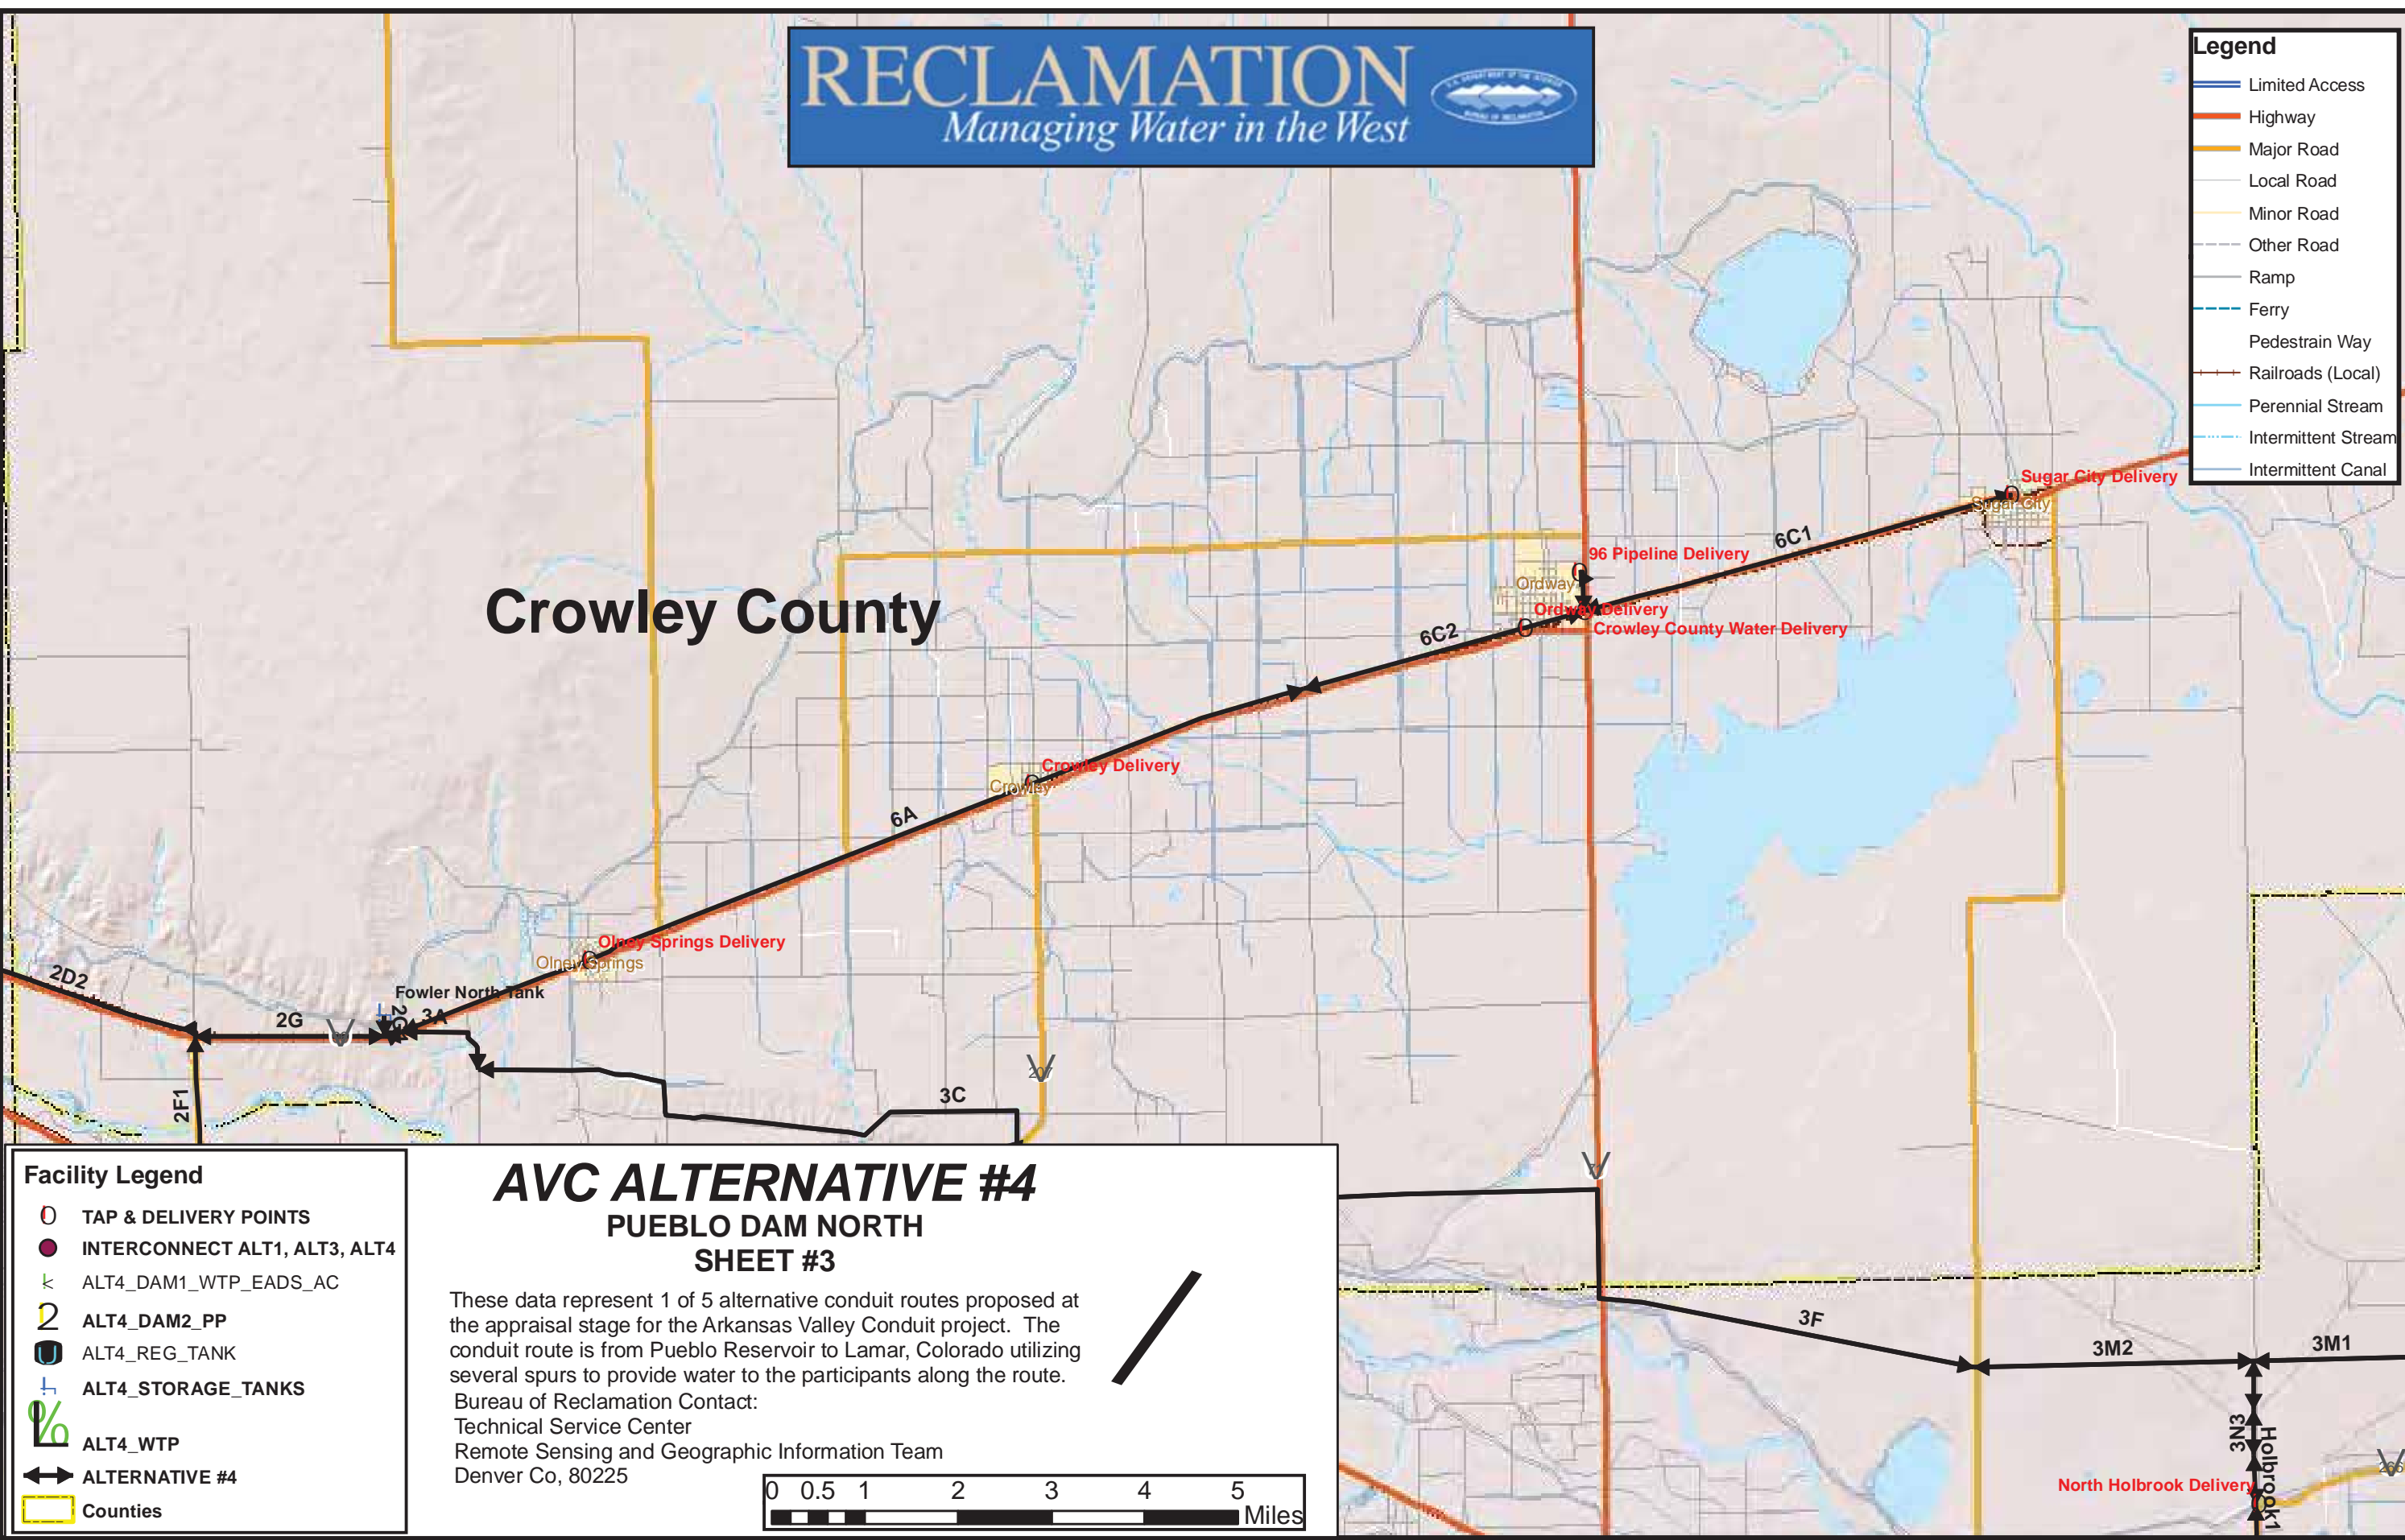 RECLAMATION
Managing Water in the West
Legend
Limited Access
Highway
Major Road
Local Road
Minor Road
Other Road
Ramp
Ferry
Pedestrain Way
Railroads (Local)
Perennial Stream
Intermittent Stream
Intermittent Canal
Sugar City Delivery
Sugar City
6C1
96 Pipeline Delivery
Ordway
Ordway Delivery
Crowley County Water Delivery
6C2
Crowley County
Crowley Delivery
Crowley
6A
Olney Springs Delivery
Olney Springs
2D2
Fowler North Tank
2G
3A
2F1
3C
207
71
3F
3M2
3M1
3N3
Holbrook1
266
North Holbrook Delivery
Facility Legend
TAP & DELIVERY POINTS
INTERCONNECT ALT1, ALT3, ALT4
ALT4_DAM1_WTP_EADS_AC
ALT4_DAM2_PP
ALT4_REG_TANK
ALT4_STORAGE_TANKS
ALT4_WTP
ALTERNATIVE #4
Counties
AVC ALTERNATIVE #4
PUEBLO DAM NORTH
SHEET #3
These data represent 1 of 5 alternative conduit routes proposed at
the appraisal stage for the Arkansas Valley Conduit project. The
conduit route is from Pueblo Reservoir to Lamar, Colorado utilizing
several spurs to provide water to the participants along the route.
Bureau of Reclamation Contact:
Technical Service Center
Remote Sensing and Geographic Information Team
Denver Co, 80225
0 0.5 1 2 3 4 5
Miles